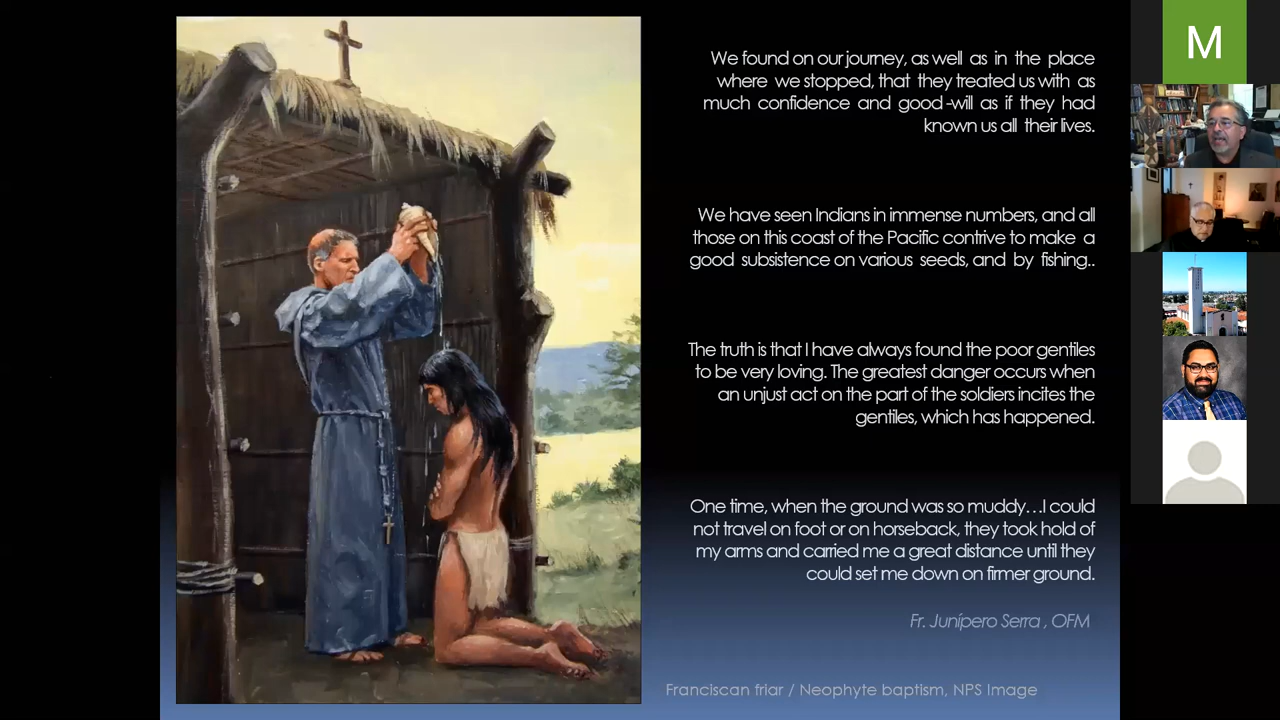 We found on our journey, as well as in the place
where we stopped, that they treated us with as
much confidence and good-will as if they had
known us all their lives.
We have seen Indians in immense numbers, and all
those on this coast of the Pacific contrive to make a
good subsistence on various seeds, and by fishing..
The truth is that I have always found the poor gentiles
to be very loving. The greatest danger occurs when
an unjust act on the part of the soldiers incites the
gentiles, which has happened.
One time, when the ground was so muddy...I could
not travel on foot or on horseback, they took hold of
my arms and carried me a great distance until they
could set me down on firmer ground.
Fr. Junípero Serra , OFM
Franciscan friar / Neophyte baptism, NPS Image
M